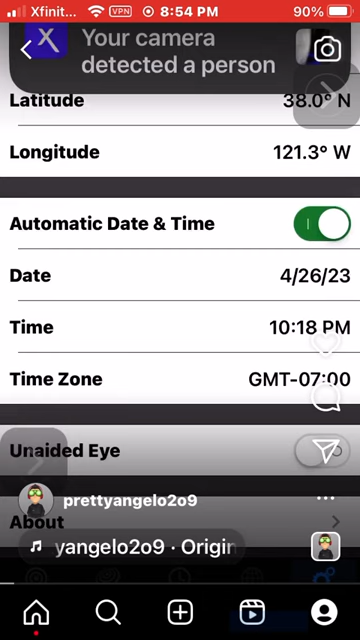 Xfinit... VPN 8:54 PM 90%
X
Your camera
detected a person
Latitude 38.0° N
Longitude 121.3° W
Automatic Date & Time
Date 4/26/23
Time 10:18 PM
Time Zone GMT-07:00
Unaided Eye
prettyangelo2o9
About
yangelo2o9 · Origin